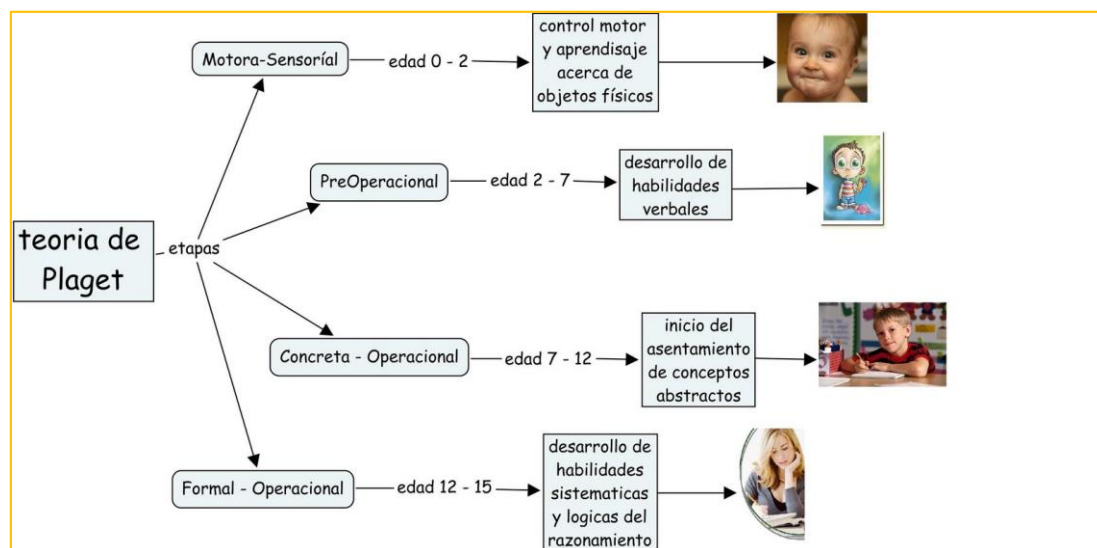 teoria de
Plaget
etapas
Motora-Sensoríal
edad 0 - 2
control motor
y aprendisaje
acerca de
objetos físicos
PreOperacional
edad 2 - 7
desarrollo de
habilidades
verbales
Concreta - Operacional
edad 7 - 12
inicio del
asentamiento
de conceptos
abstractos
Formal - Operacional
edad 12 - 15
desarrollo de
habilidades
sistematicas
y logicas del
razonamiento